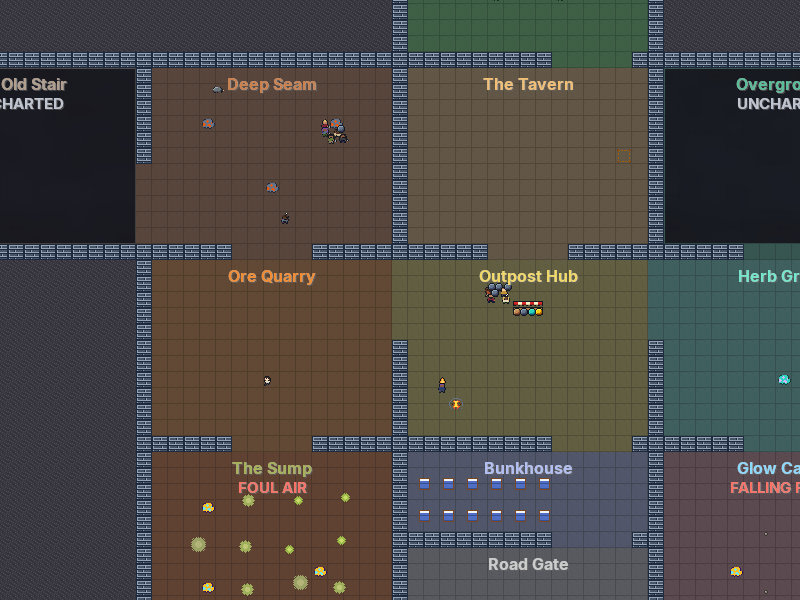 Old Stair
CHARTED
Deep Seam
The Tavern
Overgro
UNCHAR
Ore Quarry
Outpost Hub
Herb Gr
The Sump
FOUL AIR
Bunkhouse
Glow Ca
FALLING F
Road Gate